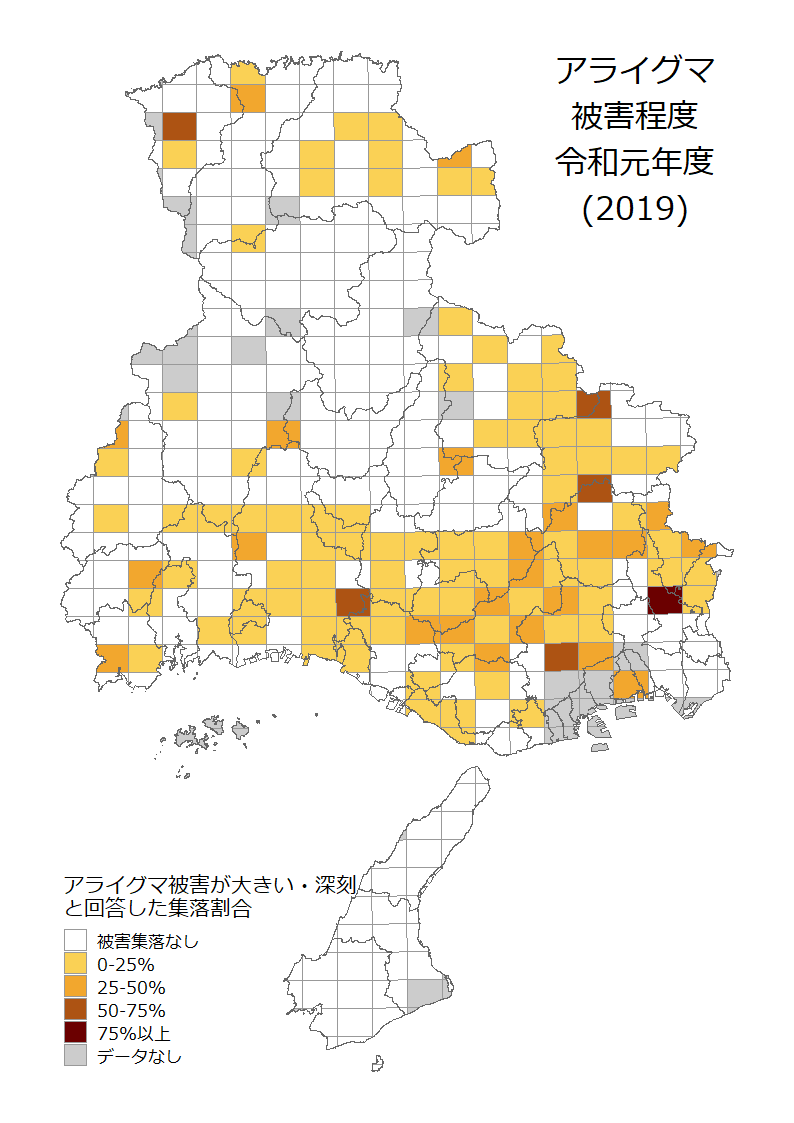 アライグマ
被害程度
令和元年度
(2019)
アライグマ被害が大きい・深刻
と回答した集落割合
被害集落なし
0-25%
25-50%
50-75%
75%以上
データなし